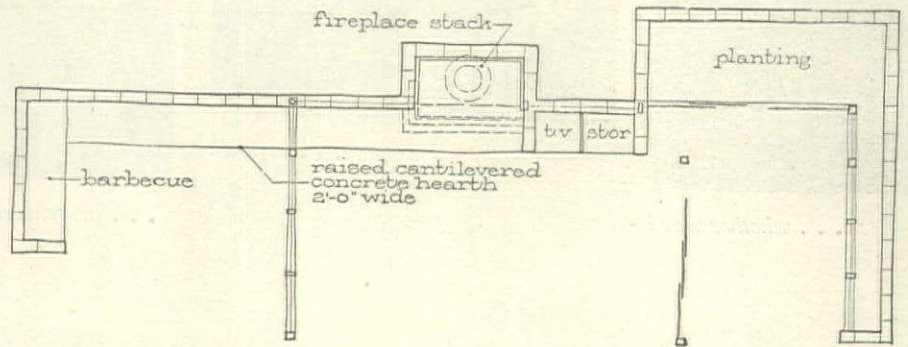 fireplace stack
planting
t.v
stor
barbecue
raised cantilevered
concrete hearth
2'-0" wide